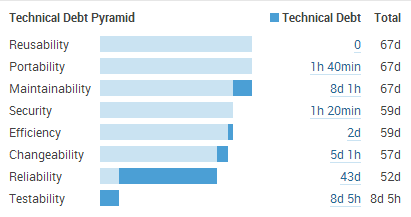 Technical Debt Pyramid Technical Debt Total
Reusability 0 67d
Portability 1h 40min 67d
Maintainability 8d 1h 67d
Security 1h 20min 59d
Efficiency 2d 59d
Changeability 5d 1h 57d
Reliability 43d 52d
Testability 8d 5h 8d 5h